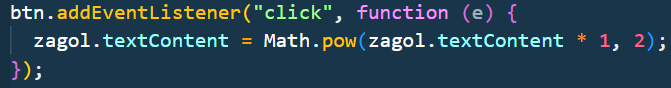 btn.addEventListener("click", function (e) {
  zagol.textContent = Math.pow(zagol.textContent * 1, 2);
});